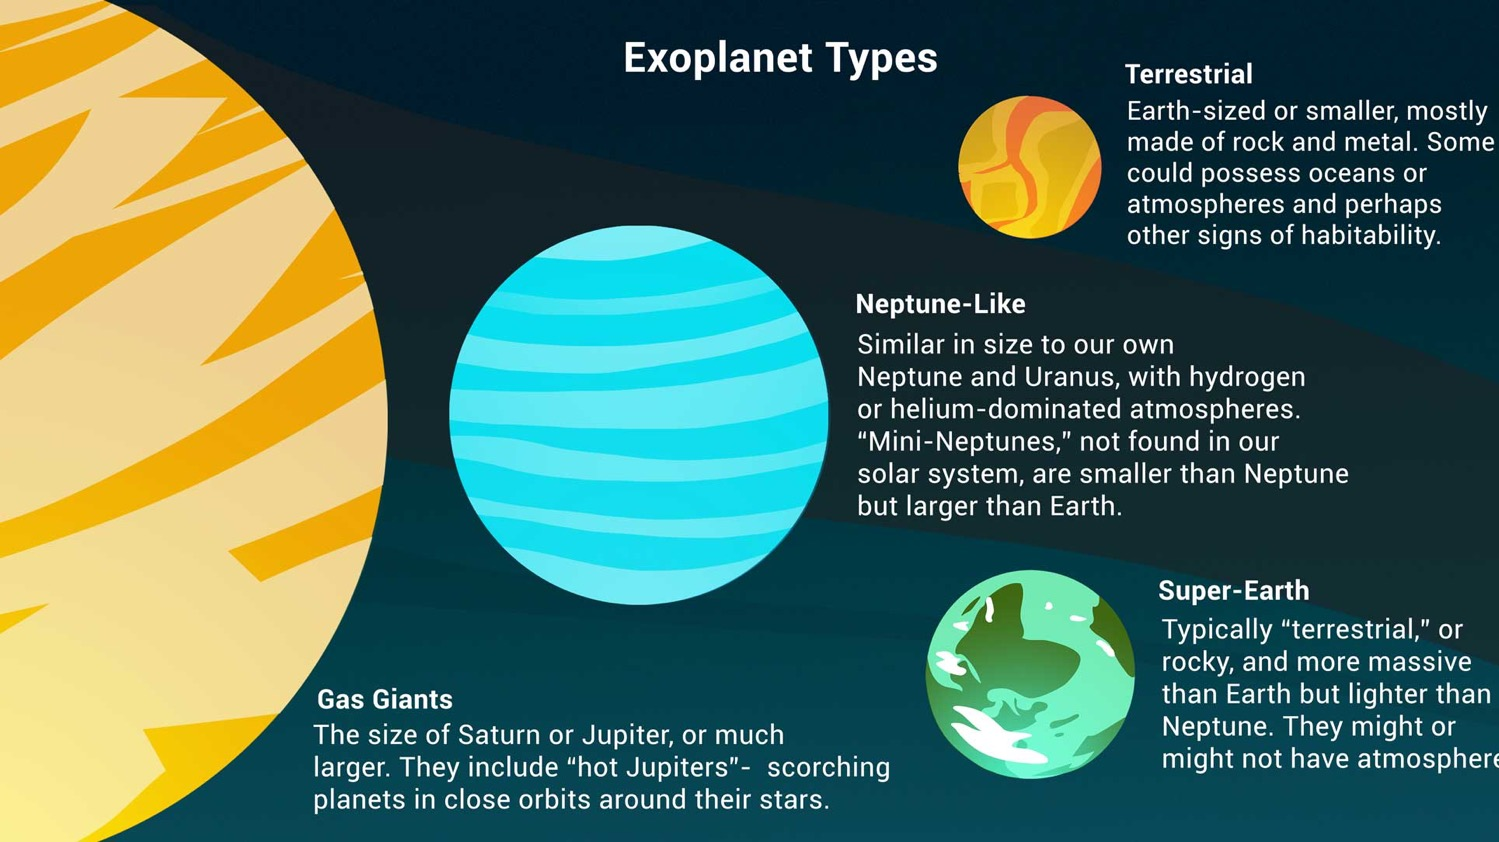 Exoplanet Types
Terrestrial
Earth-sized or smaller, mostly
made of rock and metal. Some
could possess oceans or
atmospheres and perhaps
other signs of habitability.
Neptune-Like
Similar in size to our own
Neptune and Uranus, with hydrogen
or helium-dominated atmospheres.
“Mini-Neptunes,” not found in our
solar system, are smaller than Neptune
but larger than Earth.
Super-Earth
Typically “terrestrial,” or
rocky, and more massive
than Earth but lighter than
Neptune. They might or
might not have atmosphere
Gas Giants
The size of Saturn or Jupiter, or much
larger. They include “hot Jupiters”- scorching
planets in close orbits around their stars.